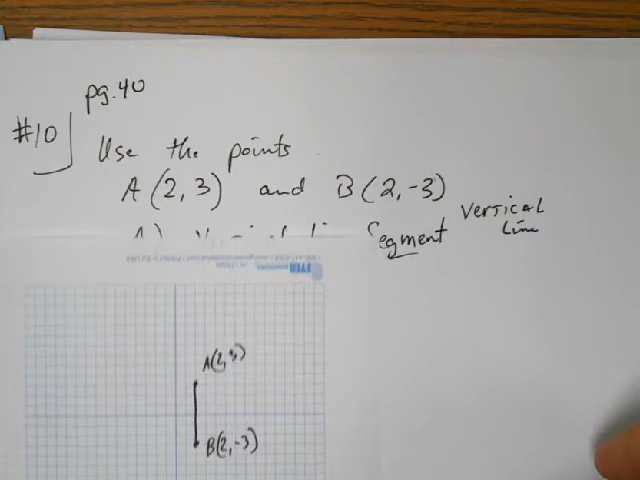 pg.40
#10
Use the points
A(2,3) and B(2,-3)
Segment Vertical
Line
A(2,3)
B(2,-3)